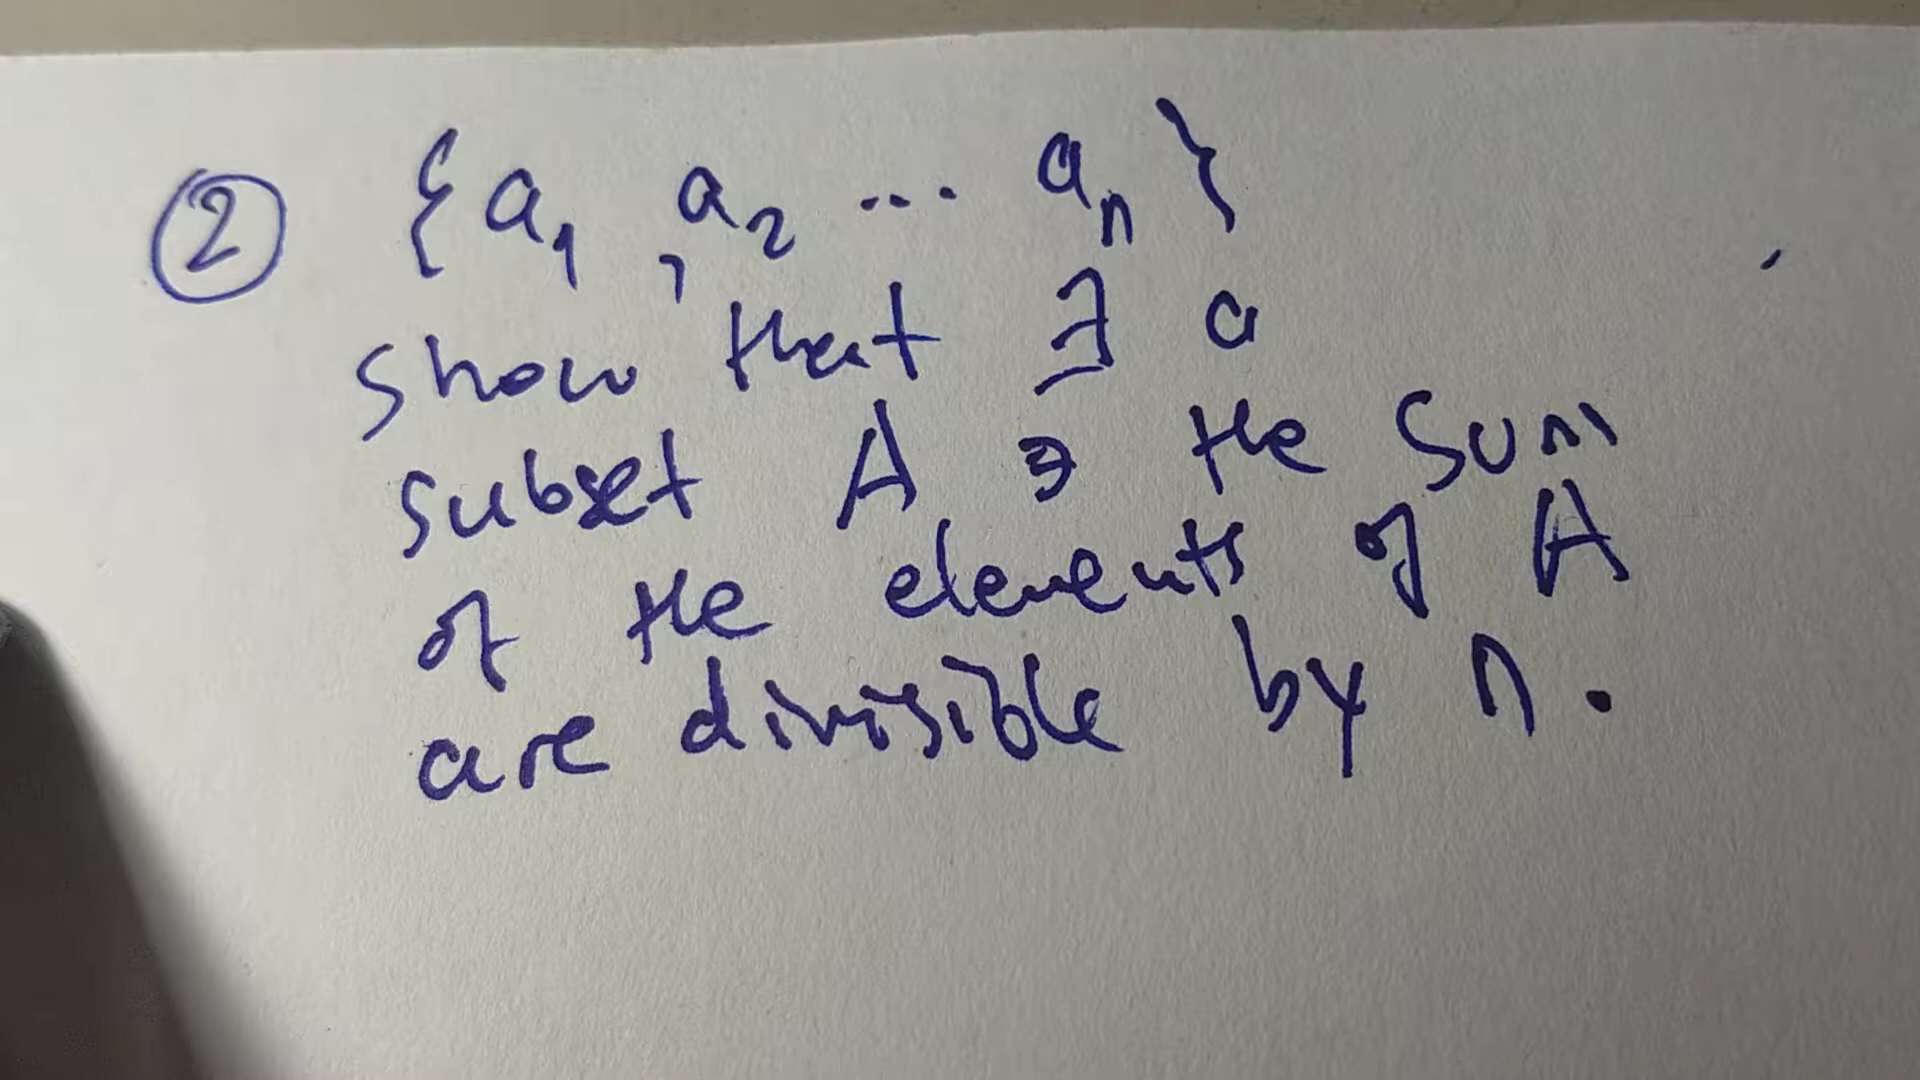 ② {a₁, a₂ ... aₙ}
show that ∃ a
subset A ∋ the sum
of the elements of A
are divisible by n.